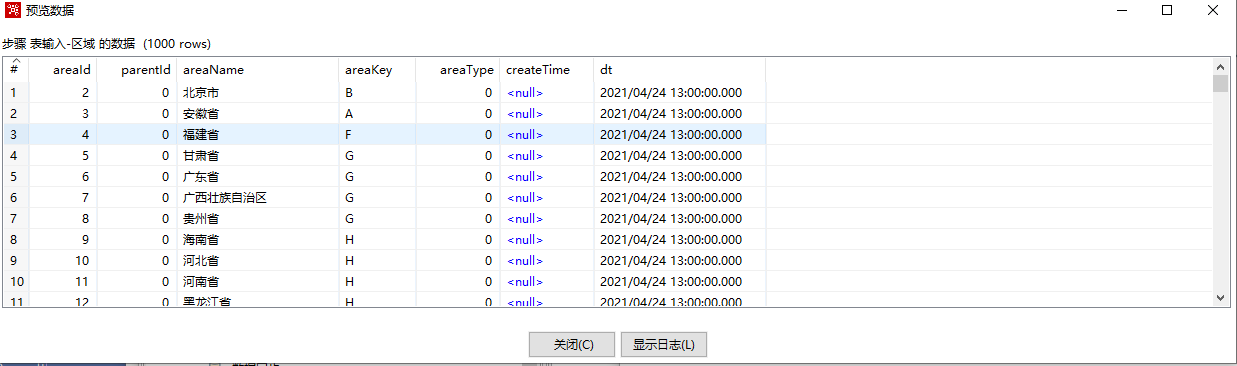 预览数据
步骤 表输入-区域 的数据 (1000 rows)
# areaId parentId areaName areaKey areaType createTime dt
1 2 0 北京市 B 0 <null> 2021/04/24 13:00:00.000
2 3 0 安徽省 A 0 <null> 2021/04/24 13:00:00.000
3 4 0 福建省 F 0 <null> 2021/04/24 13:00:00.000
4 5 0 甘肃省 G 0 <null> 2021/04/24 13:00:00.000
5 6 0 广东省 G 0 <null> 2021/04/24 13:00:00.000
6 7 0 广西壮族自治区 G 0 <null> 2021/04/24 13:00:00.000
7 8 0 贵州省 G 0 <null> 2021/04/24 13:00:00.000
8 9 0 海南省 H 0 <null> 2021/04/24 13:00:00.000
9 10 0 河北省 H 0 <null> 2021/04/24 13:00:00.000
10 11 0 河南省 H 0 <null> 2021/04/24 13:00:00.000
11 12 0 黑龙江省 H 0 <null> 2021/04/24 13:00:00.000
关闭(C) 显示日志(L)